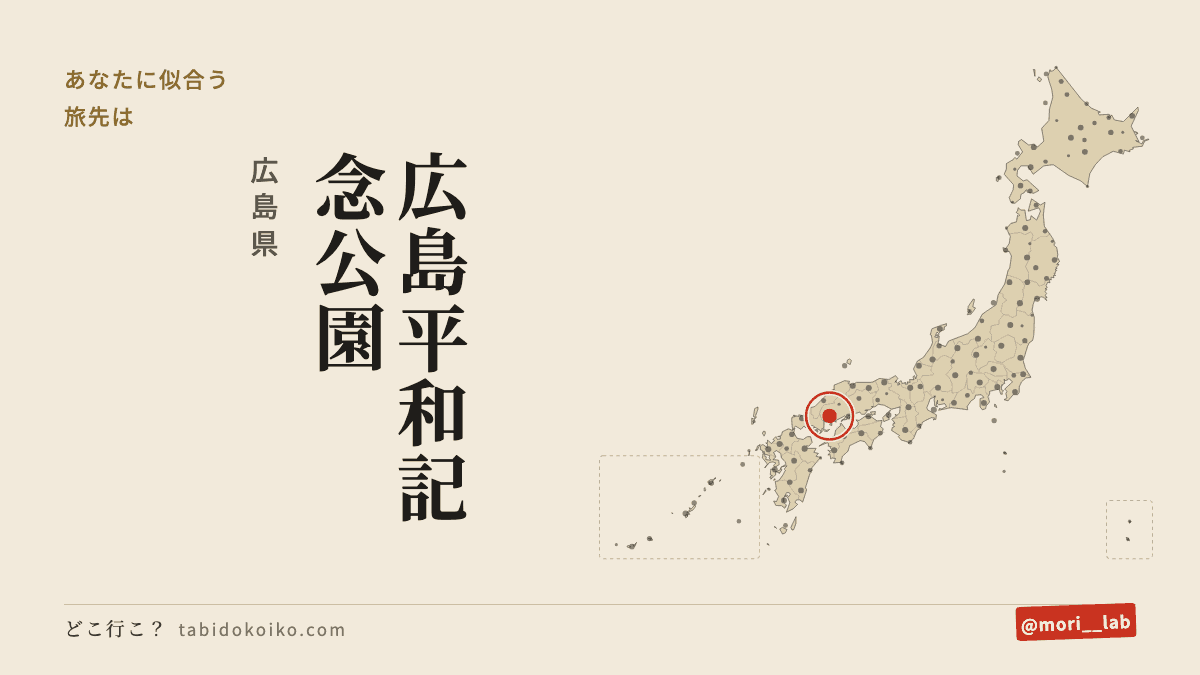 あなたに似合う
旅先は
広島平和記
念公園
広島県
どこ行こ？ tabidokoiko.com
@mori__lab